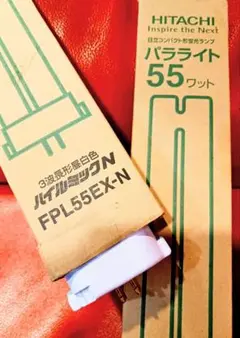 HITACHI
Inspire the Next
日立コンパクト形蛍光ランプ
パラライト
55ワット
3波長形昼白色
ハイルミックN
FPL55EX-N